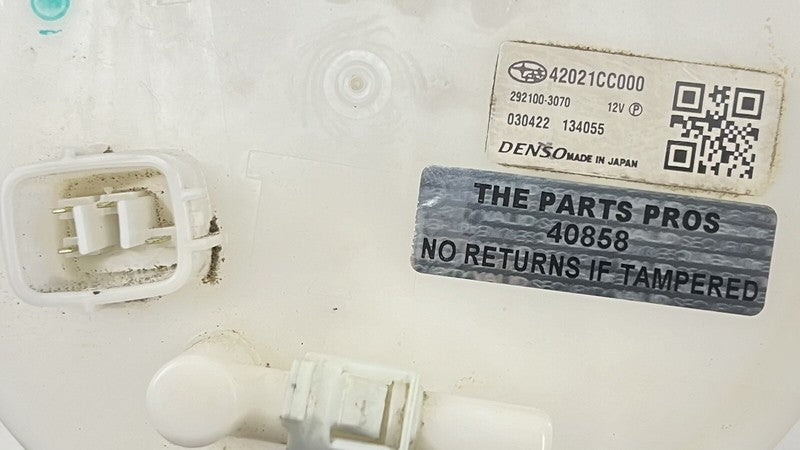 42021CC000
292100-3070 12V P
030422 134055
DENSO MADE IN JAPAN
THE PARTS PROS
40858
NO RETURNS IF TAMPERED